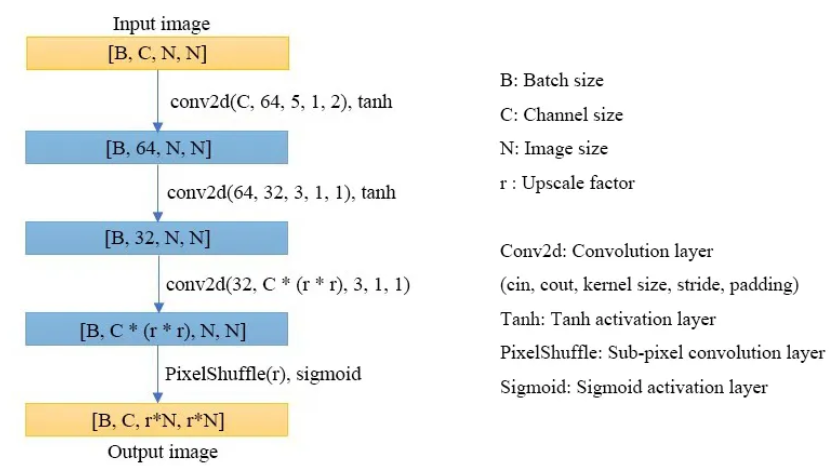 Input image
[B, C, N, N]
conv2d(C, 64, 5, 1, 2), tanh
[B, 64, N, N]
conv2d(64, 32, 3, 1, 1), tanh
[B, 32, N, N]
conv2d(32, C * (r * r), 3, 1, 1)
[B, C * (r * r), N, N]
PixelShuffle(r), sigmoid
[B, C, r*N, r*N]
Output image
B: Batch size
C: Channel size
N: Image size
r : Upscale factor
Conv2d: Convolution layer
(cin, cout, kernel size, stride, padding)
Tanh: Tanh activation layer
PixelShuffle: Sub-pixel convolution layer
Sigmoid: Sigmoid activation layer